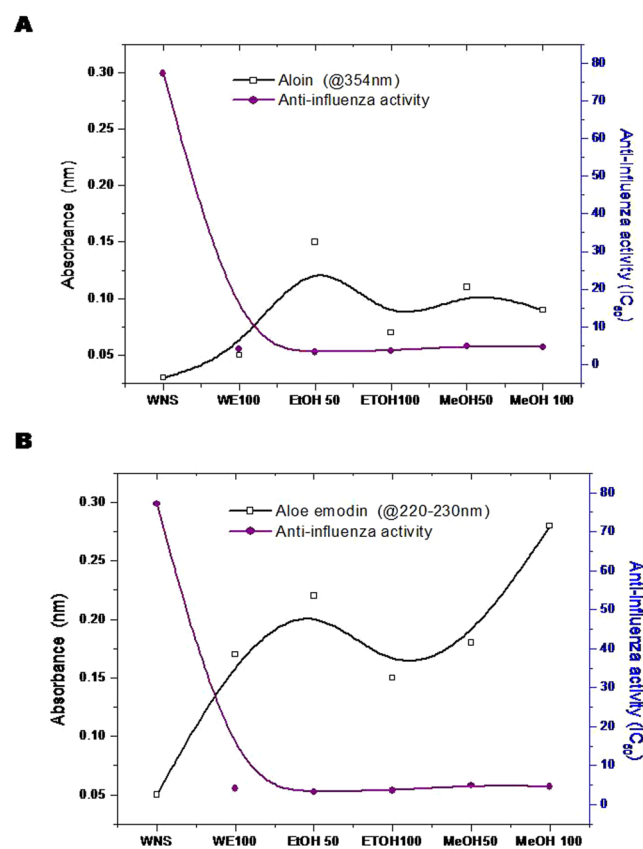 A
Aloin (@354nm)
Anti-influenza activity
0.30
0.25
0.20
0.15
0.10
0.05
Absorbance (nm)
80
70
60
50
40
30
20
10
0
Anti-influenza activity (IC50)
WNS WE100 EtOH 50 ETOH100 MeOH50 MeOH 100
B
Aloe emodin (@220-230nm)
Anti-influenza activity
0.30
0.25
0.20
0.15
0.10
0.05
Absorbance (nm)
80
70
60
50
40
30
20
10
0
Anti-influenza activity (IC50)
WNS WE100 EtOH 50 ETOH100 MeOH50 MeOH 100